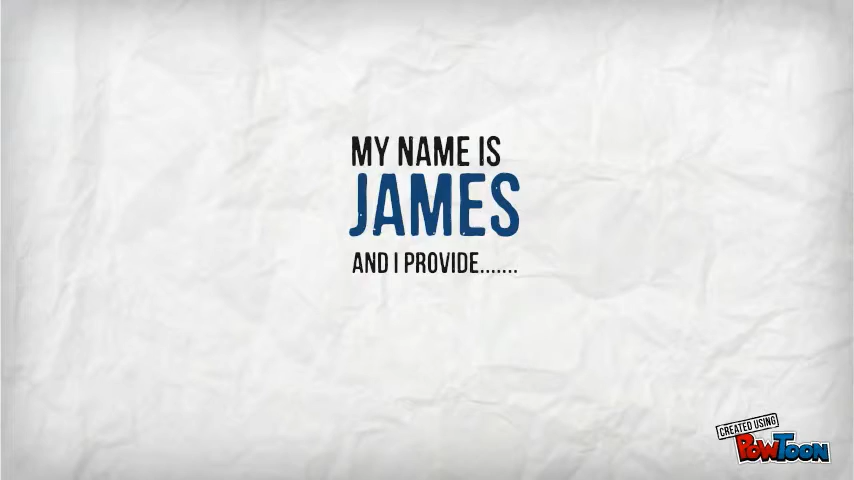 MY NAME IS
JAMES
AND I PROVIDE.......
CREATED USING
POWTOON